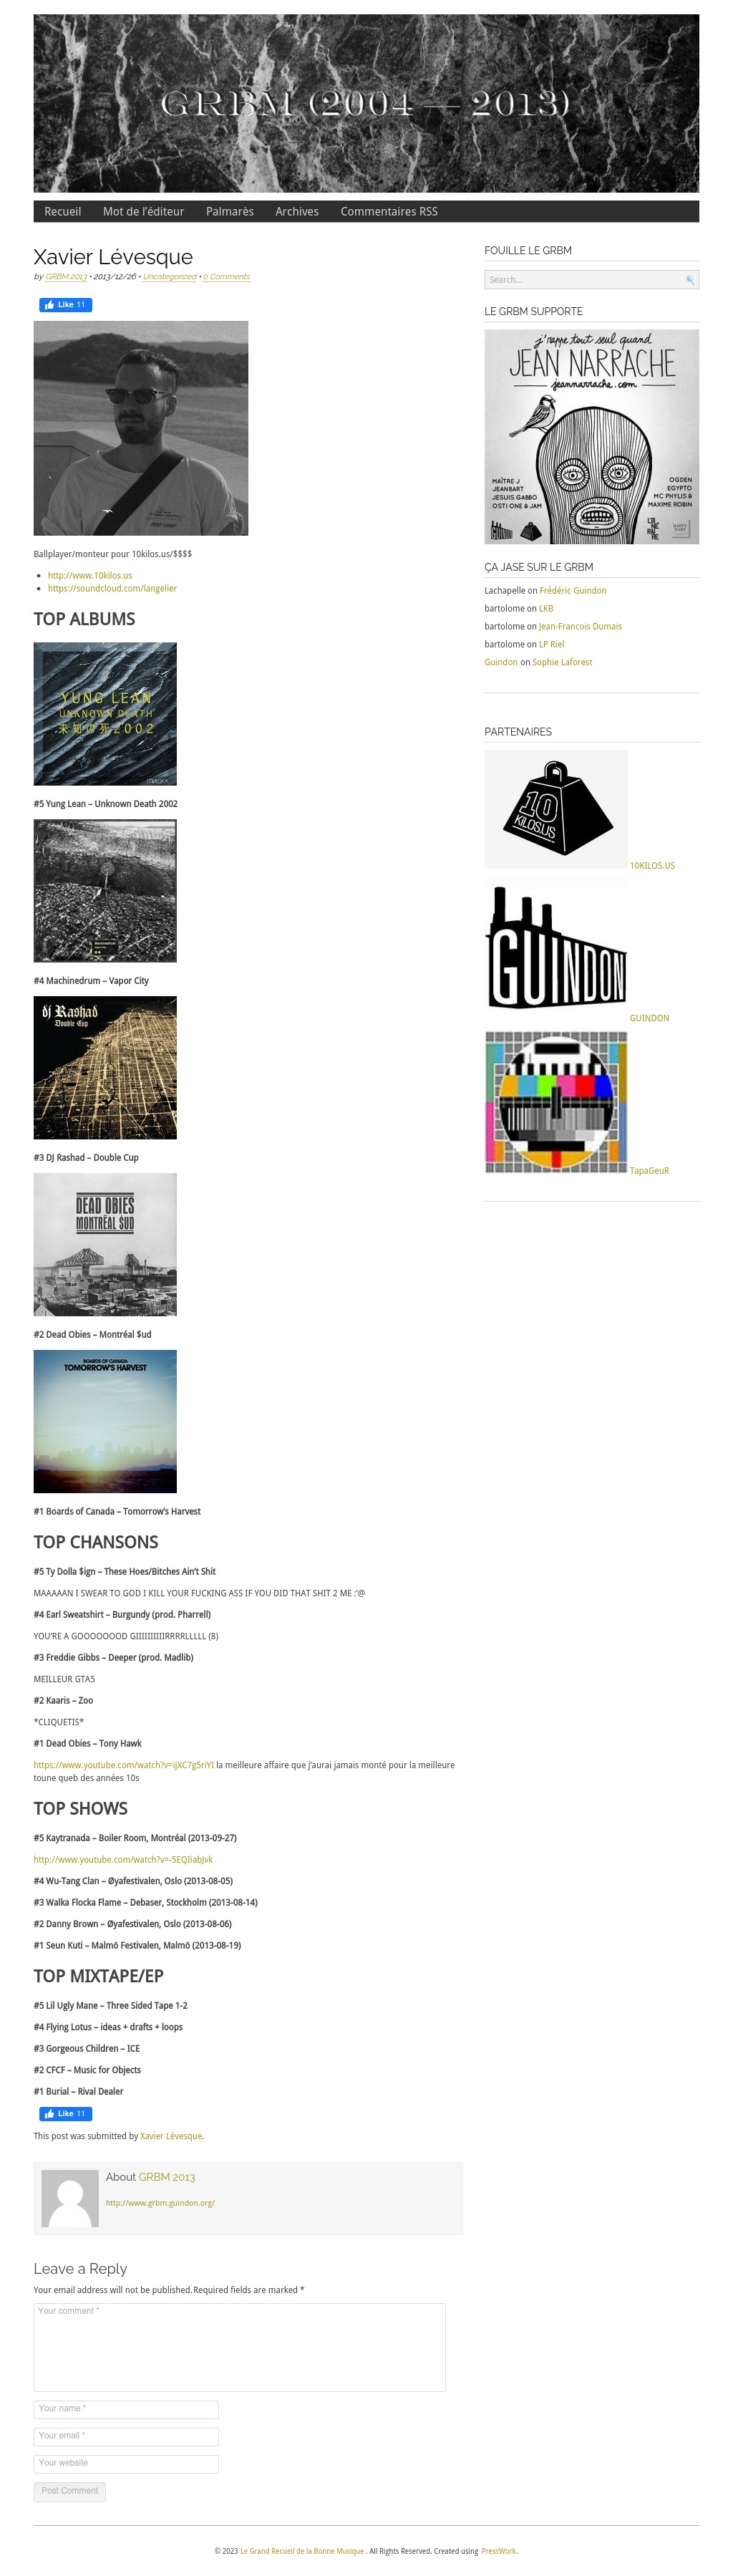 GRBM (2004 — 2013)
Recueil Mot de l'éditeur Palmarès Archives Commentaires RSS
Xavier Lévesque
by GRBM 2013 • 2013/12/26 • Uncategorized • 0 Comments
Like 11
Ballplayer/monteur pour 10kilos.us/$$$$
http://www.10kilos.us
https://soundcloud.com/langelier
TOP ALBUMS
YUNG LEAN
UNKNOWN DEATH
未知の死2002
#5 Yung Lean – Unknown Death 2002
#4 Machinedrum – Vapor City
dj Rashad
Double Cup
#3 DJ Rashad – Double Cup
DEAD OBIES
MONTRÉAL $UD
#2 Dead Obies – Montréal $ud
BOARDS OF CANADA
TOMORROW'S HARVEST
#1 Boards of Canada – Tomorrow's Harvest
TOP CHANSONS
#5 Ty Dolla $ign – These Hoes/Bitches Ain't Shit
MAAAAAN I SWEAR TO GOD I KILL YOUR FUCKING ASS IF YOU DID THAT SHIT 2 ME :'@
#4 Earl Sweatshirt – Burgundy (prod. Pharrell)
YOU'RE A GOOOOOOOD GIIIIIIIIIIRRRRLLLLL (8)
#3 Freddie Gibbs – Deeper (prod. Madlib)
MEILLEUR GTA5
#2 Kaaris – Zoo
*CLIQUETIS*
#1 Dead Obies – Tony Hawk
https://www.youtube.com/watch?v=ijXC7g5riYI la meilleure affaire que j'aurai jamais monté pour la meilleure
toune queb des années 10s
TOP SHOWS
#5 Kaytranada – Boiler Room, Montréal (2013-09-27)
http://www.youtube.com/watch?v=-5EQIiabJvk
#4 Wu-Tang Clan – Øyafestivalen, Oslo (2013-08-05)
#3 Walka Flocka Flame – Debaser, Stockholm (2013-08-14)
#2 Danny Brown – Øyafestivalen, Oslo (2013-08-06)
#1 Seun Kuti – Malmö Festivalen, Malmö (2013-08-19)
TOP MIXTAPE/EP
#5 Lil Ugly Mane – Three Sided Tape 1-2
#4 Flying Lotus – ideas + drafts + loops
#3 Gorgeous Children – ICE
#2 CFCF – Music for Objects
#1 Burial – Rival Dealer
Like 11
This post was submitted by Xavier Lévesque.
About GRBM 2013
http://www.grbm.guindon.org/
Leave a Reply
Your email address will not be published. Required fields are marked *
Your comment *
Your name *
Your email *
Your website
Post Comment
FOUILLE LE GRBM
Search...
LE GRBM SUPPORTE
j'rappe tout seul quand
JEAN NARRACHE
jeannarrache.com
MAÎTRE J
JEANBART
JESUIS GABBO
OSTI ONE & JAM
OGDEN
EGYPTO
MC PHYLIS &
MAXIME ROBIN
ÇA JASE SUR LE GRBM
Lachapelle on Frédéric Guindon
bartolome on LKB
bartolome on Jean-Francois Dumais
bartolome on LP Riel
Guindon on Sophie Laforest
PARTENAIRES
10
KILOS.US
10KILOS.US
GUINDON
GUINDON
TapaGeuR
© 2023 Le Grand Recueil de la Bonne Musique . All Rights Reserved. Created using PressWork.